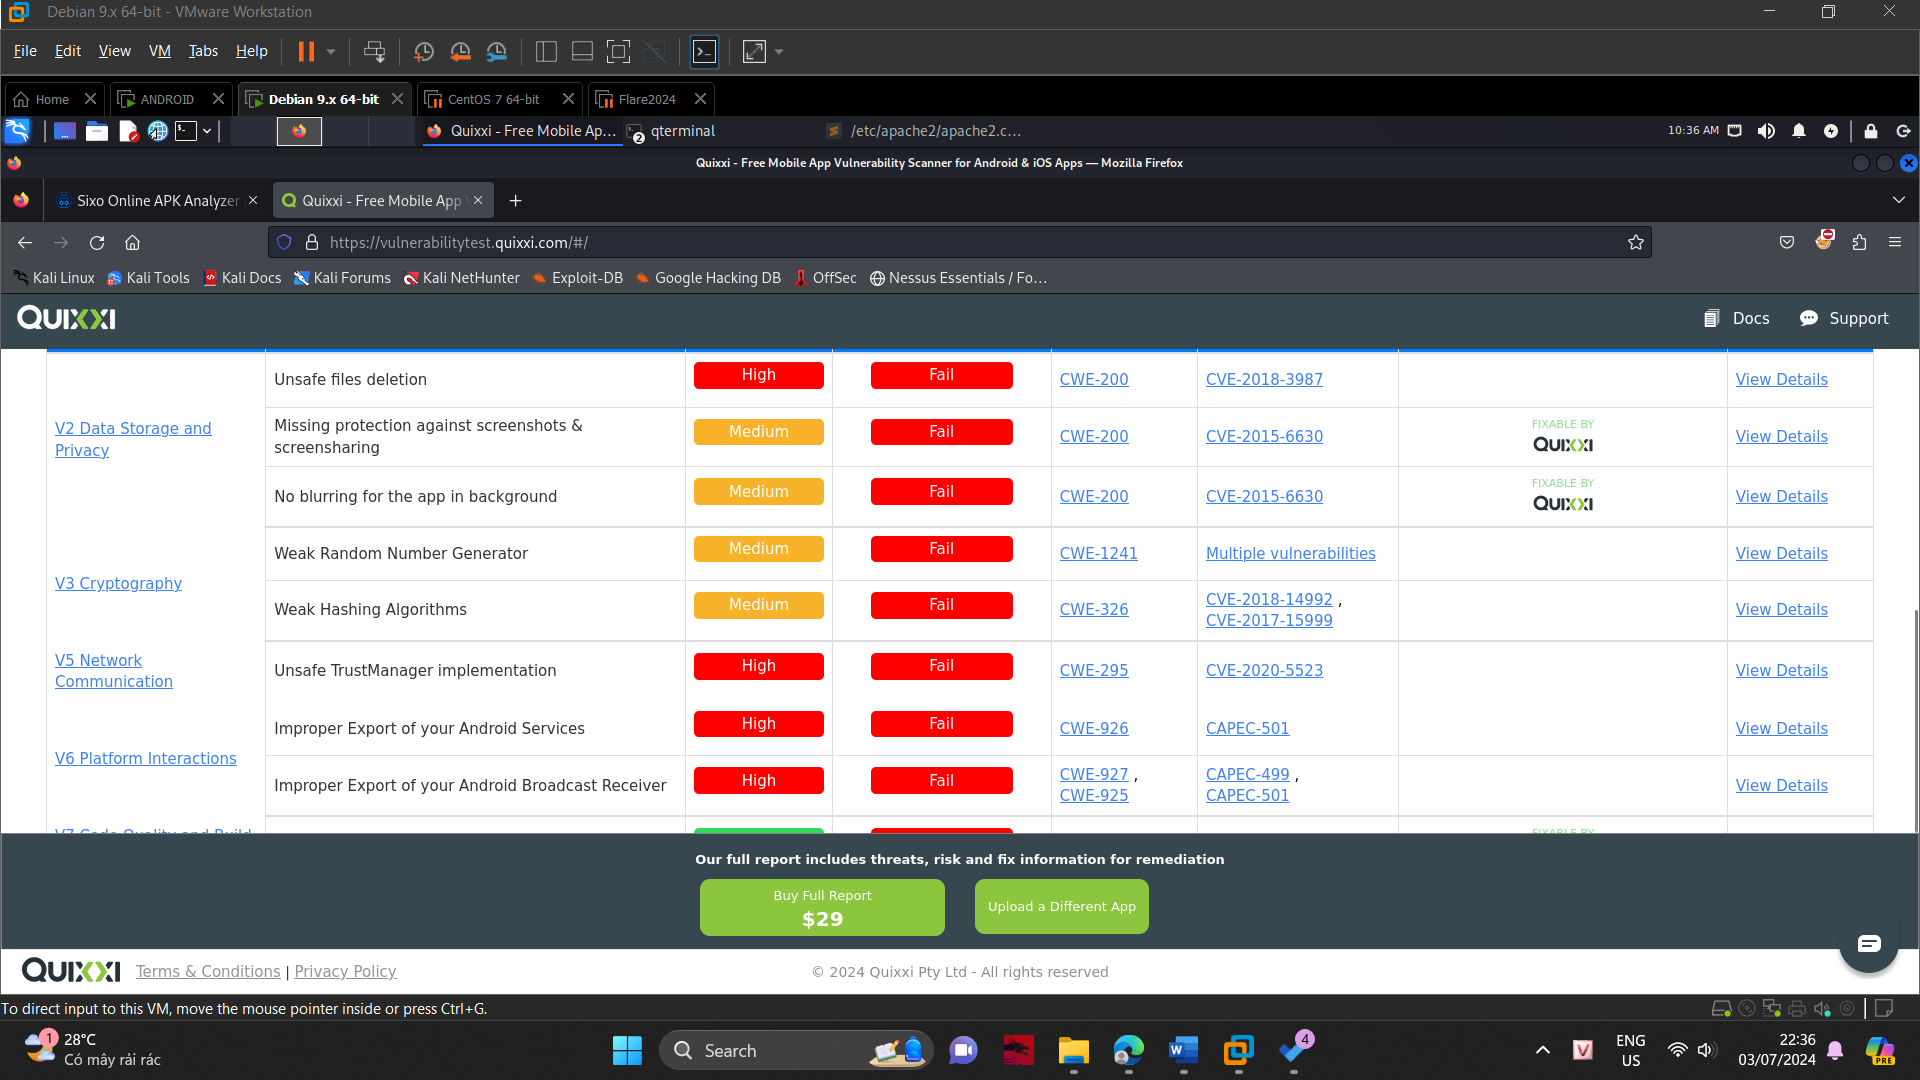 Debian 9.x 64-bit - VMware Workstation
File Edit View VM Tabs Help
Home ANDROID Debian 9.x 64-bit CentOS 7 64-bit Flare2024
Quixxi - Free Mobile Ap... 2 qterminal /etc/apache2/apache2.c... 10:36 AM
Quixxi - Free Mobile App Vulnerability Scanner for Android & iOS Apps — Mozilla Firefox
Sixo Online APK Analyzer Quixxi - Free Mobile App
https://vulnerabilitytest.quixxi.com/#/
Kali Linux Kali Tools Kali Docs Kali Forums Kali NetHunter Exploit-DB Google Hacking DB OffSec Nessus Essentials / Fo...
QUIXXI Docs Support
Unsafe files deletion High Fail CWE-200 CVE-2018-3987 View Details
V2 Data Storage and
Privacy
Missing protection against screenshots &
screensharing
Medium Fail CWE-200 CVE-2015-6630 FIXABLE BY
QUIXXI
View Details
No blurring for the app in background Medium Fail CWE-200 CVE-2015-6630 FIXABLE BY
QUIXXI
View Details
V3 Cryptography
Weak Random Number Generator Medium Fail CWE-1241 Multiple vulnerabilities View Details
Weak Hashing Algorithms Medium Fail CWE-326 CVE-2018-14992 ,
CVE-2017-15999
View Details
V5 Network
Communication
Unsafe TrustManager implementation High Fail CWE-295 CVE-2020-5523 View Details
V6 Platform Interactions
Improper Export of your Android Services High Fail CWE-926 CAPEC-501 View Details
Improper Export of your Android Broadcast Receiver High Fail CWE-927 ,
CWE-925
CAPEC-499 ,
CAPEC-501
View Details
V7 Code Quality and Build FIXABLE BY
Our full report includes threats, risk and fix information for remediation
Buy Full Report
$29
Upload a Different App
QUIXXI Terms & Conditions | Privacy Policy © 2024 Quixxi Pty Ltd - All rights reserved
To direct input to this VM, move the mouse pointer inside or press Ctrl+G.
1 28°C
Có mây rải rác
Search
4
ENG
US
22:36
03/07/2024
PRE